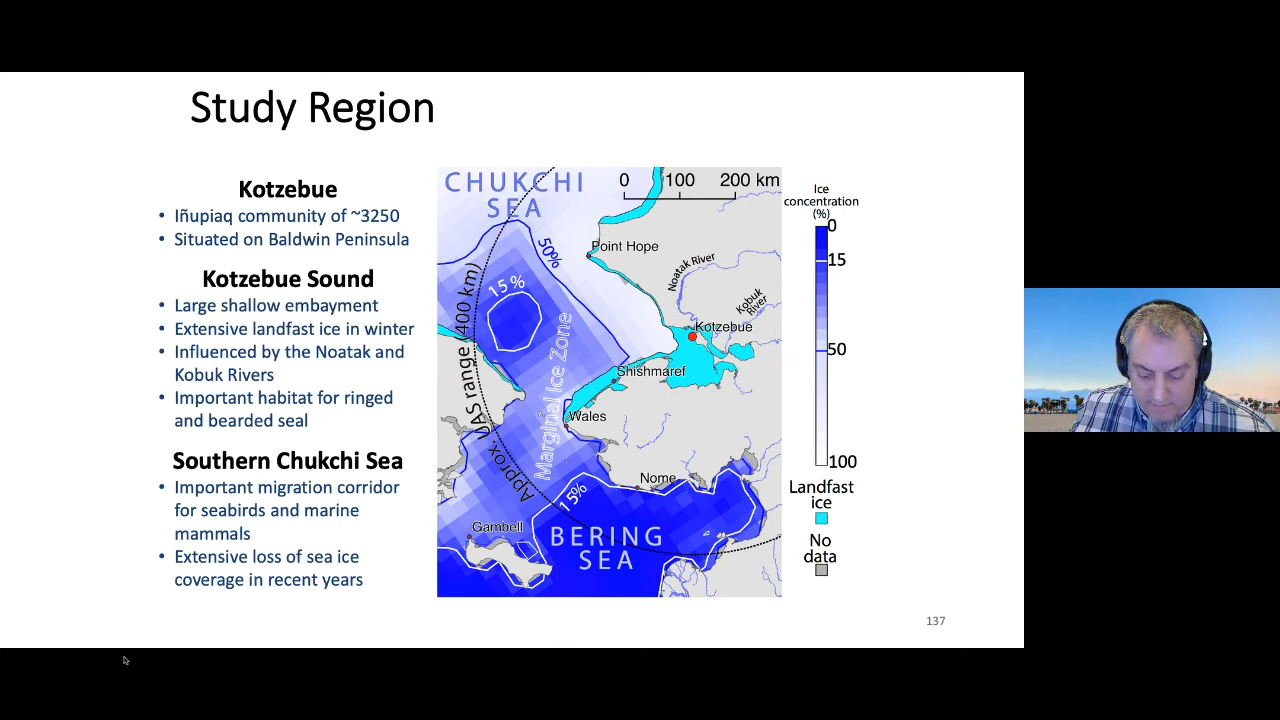 Study Region
Kotzebue
• Iñupiaq community of ~3250
• Situated on Baldwin Peninsula
Kotzebue Sound
• Large shallow embayment
• Extensive landfast ice in winter
• Influenced by the Noatak and
Kobuk Rivers
• Important habitat for ringed
and bearded seal
Southern Chukchi Sea
• Important migration corridor
for seabirds and marine
mammals
• Extensive loss of sea ice
coverage in recent years
CHUKCHI
SEA
0 100 200 km
Point Hope
50%
15%
Noatak River
Kobuk
River
Kotzebue
Approx. UAS range (400 km)
Marginal Ice Zone
Shishmaref
Wales
Nome
15%
Gambell
BERING
SEA
Ice
concentration
(%)
0
15
50
100
Landfast
ice
No
data
137